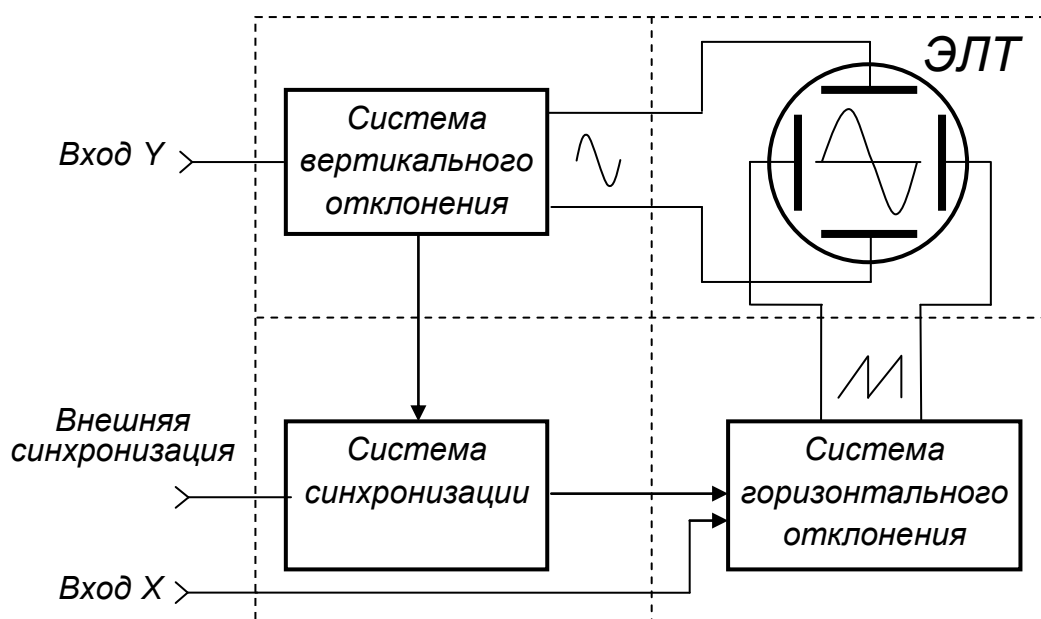 ЭЛТ
Вход Y
Система
вертикального
отклонения
Внешняя
синхронизация
Система
синхронизации
Система
горизонтального
отклонения
Вход X